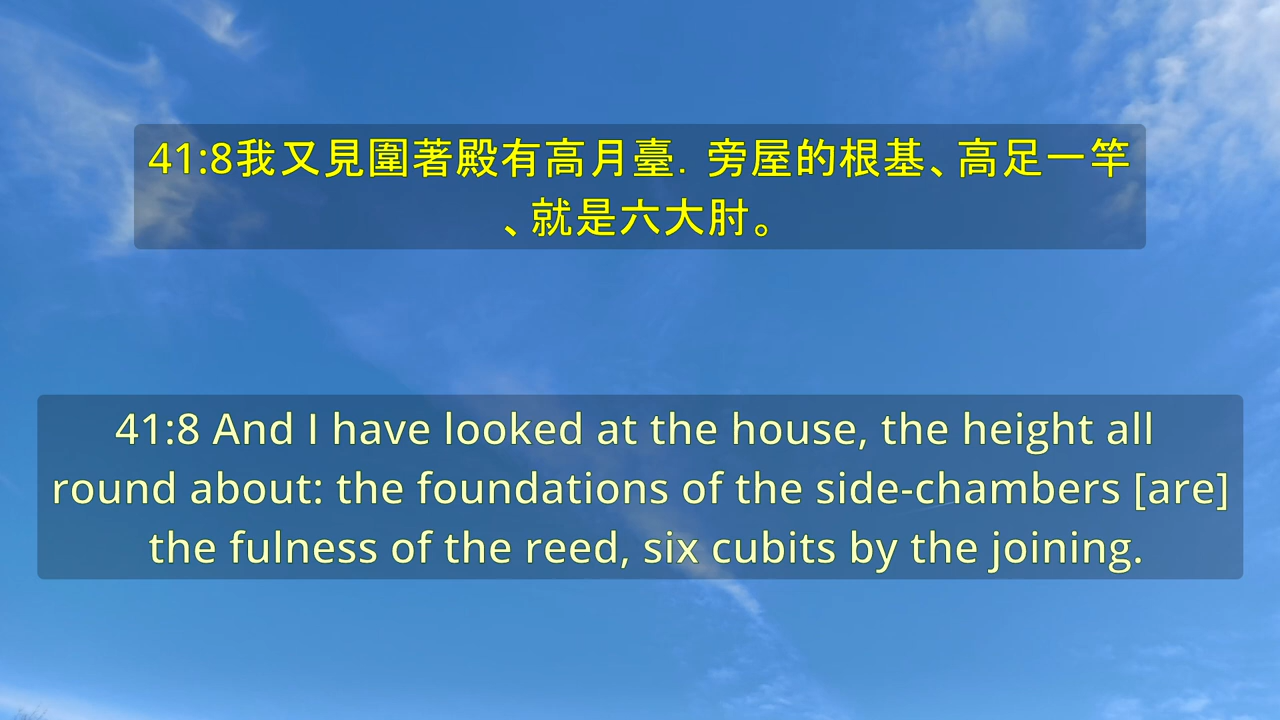 41:8我又見圍著殿有高月臺．旁屋的根基、高足一竿
、就是六大肘。
41:8 And I have looked at the house, the height all
round about: the foundations of the side-chambers [are]
the fulness of the reed, six cubits by the joining.